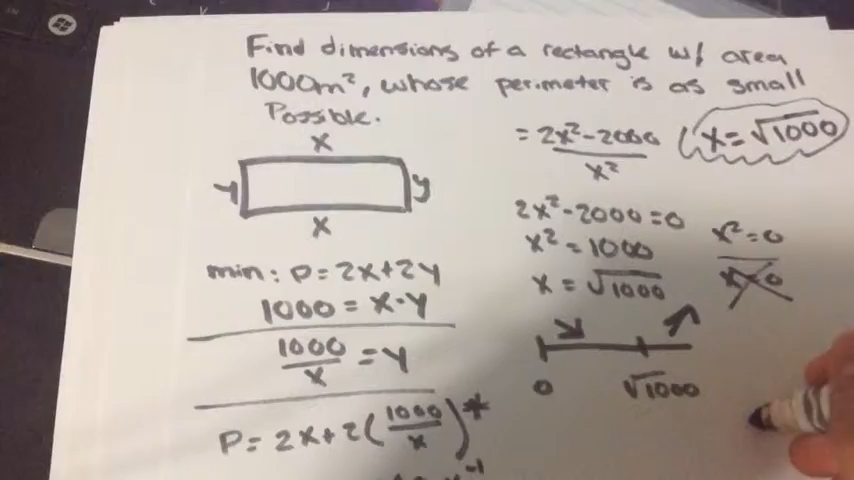 Find dimensions of a rectangle w/ area
1000m², whose perimeter is as small
Possible.
x
y
y
x
min: P=2x+2y
1000 = x·y
1000/x = y
P= 2x+2(1000/x)*
= 2x²-2000/x²
x=√1000
2x²-2000=0
x²=1000
x=√1000
x²=0
x=0
0
√1000